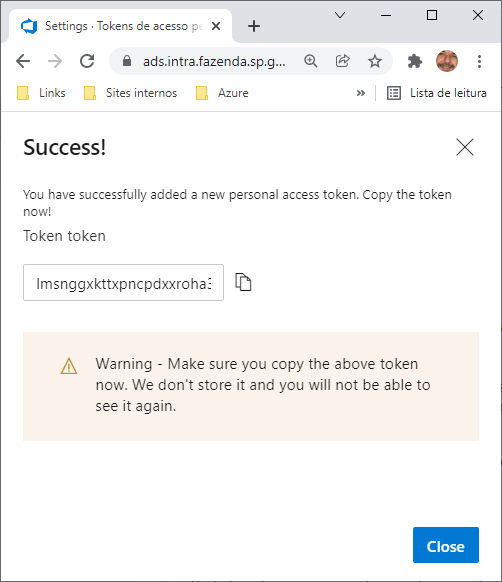 Settings · Tokens de acesso pe
ads.intra.fazenda.sp.g...
Links
Sites internos
Azure
»
Lista de leitura
Success!
You have successfully added a new personal access token. Copy the token
now!
Token token
lmsnggxkttxpncpdxxroha3
Warning - Make sure you copy the above token
now. We don't store it and you will not be able to
see it again.
Close